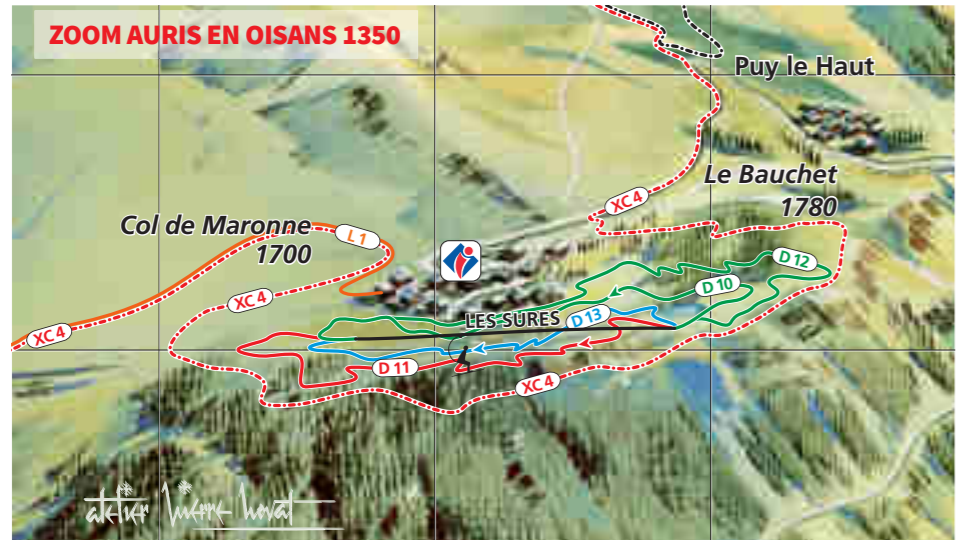 ZOOM AURIS EN OISANS 1350
Puy le Haut
Le Bauchet
1780
XC 4
Col de Maronne
1700
L 1
D 12
D 10
XC 4
LES SURES
D 13
XC 4
D 11
XC 4
atelier Pierre Novat